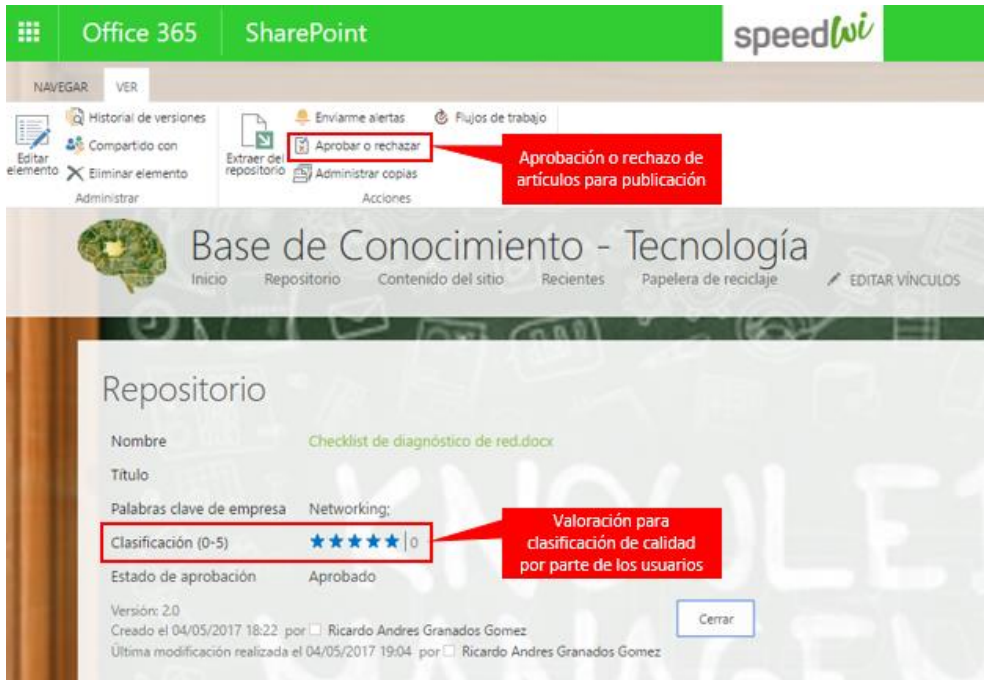 Office 365 SharePoint speedwi
NAVEGAR VER
Historial de versiones
Compartido con
Eliminar elemento
Editar
elemento
Administrar
Extraer del
repositorio
Enviarme alertas
Aprobar o rechazar
Administrar copias
Flujos de trabajo
Acciones
Aprobación o rechazo de
artículos para publicación
Base de Conocimiento - Tecnología
Inicio Repositorio Contenido del sitio Recientes Papelera de reciclaje EDITAR VÍNCULOS
Repositorio
Nombre Checklist de diagnóstico de red.docx
Título
Palabras clave de empresa Networking;
Clasificación (0-5) 0
Valoración para
clasificación de calidad
por parte de los usuarios
Estado de aprobación Aprobado
Versión: 2.0
Creado el 04/05/2017 18:22 por Ricardo Andres Granados Gomez
Última modificación realizada el 04/05/2017 19:04 por Ricardo Andres Granados Gomez
Cerrar